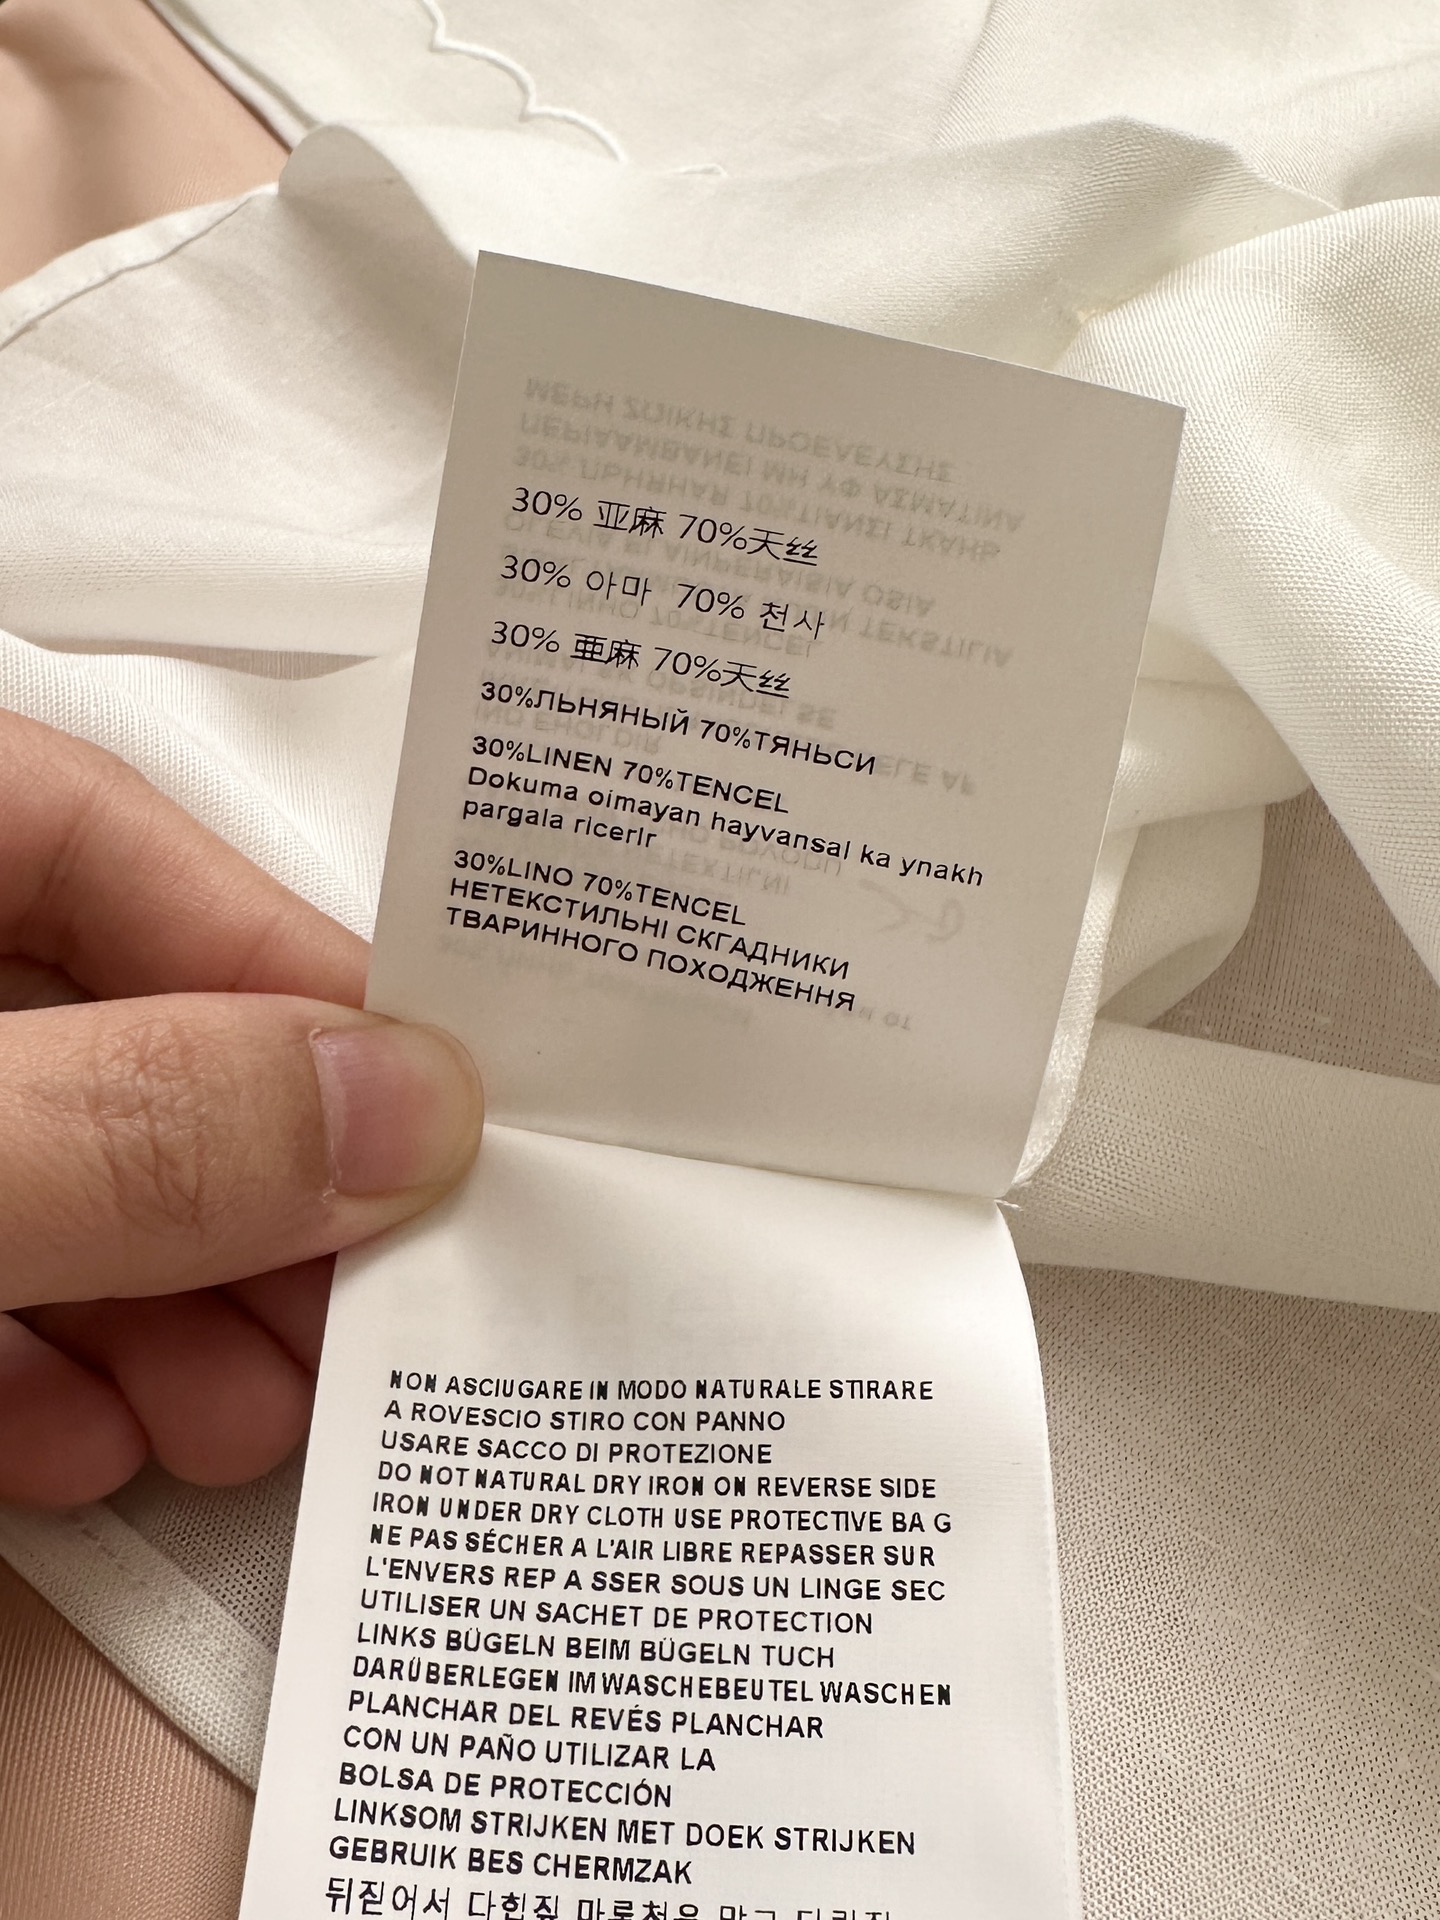 30% 亚麻 70%天丝
30% 아마 70% 천사
30% 亜麻 70%天丝
30%ЛЬНЯНЫЙ 70%ТЯНЬСИ
30%LINEN 70%TENCEL
Dokuma oimayan hayvansal ka ynakh
pargala ricerlr
30%LINO 70%TENCEL
НЕТЕКСТИЛЬНІ СКГАДНИКИ
ТВАРИННОГО ПОХОДЖЕННЯ
NON ASCIUGARE IN MODO NATURALE STIRARE
A ROVESCIO STIRO CON PANNO
USARE SACCO DI PROTEZIONE
DO NOT NATURAL DRY IRON ON REVERSE SIDE
IRON UNDER DRY CLOTH USE PROTECTIVE BA G
NE PAS SÉCHER A L'AIR LIBRE REPASSER SUR
L'ENVERS REP A SSER SOUS UN LINGE SEC
UTILISER UN SACHET DE PROTECTION
LINKS BÜGELN BEIM BÜGELN TUCH
DARÜBERLEGEN IM WASCHEBEUTEL WASCHEN
PLANCHAR DEL REVÉS PLANCHAR
CON UN PAÑO UTILIZAR LA
BOLSA DE PROTECCIÓN
LINKSOM STRIJKEN MET DOEK STRIJKEN
GEBRUIK BES CHERMZAK
뒤짇어서